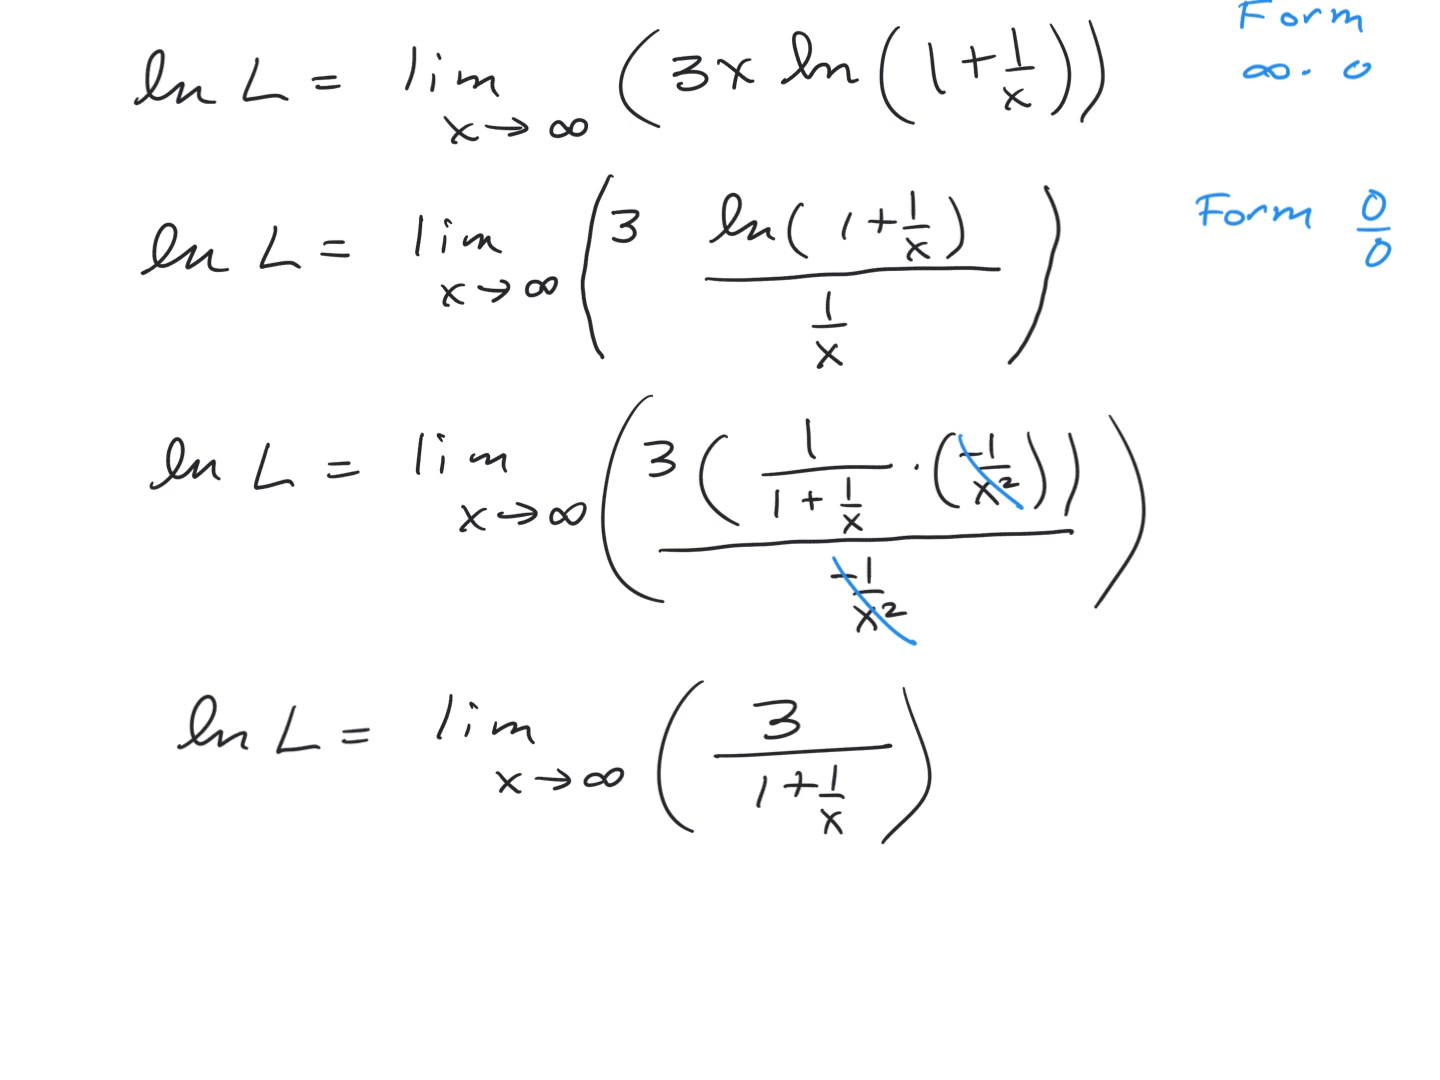 Form
ln L = lim x→∞ (3x ln(1+1/x)) ∞·0
ln L = lim x→∞ (3 ln(1+1/x) / (1/x)) Form 0/0
ln L = lim x→∞ (3(1/(1+1/x) · (-1/x²)) / (-1/x²))
ln L = lim x→∞ (3/(1+1/x))